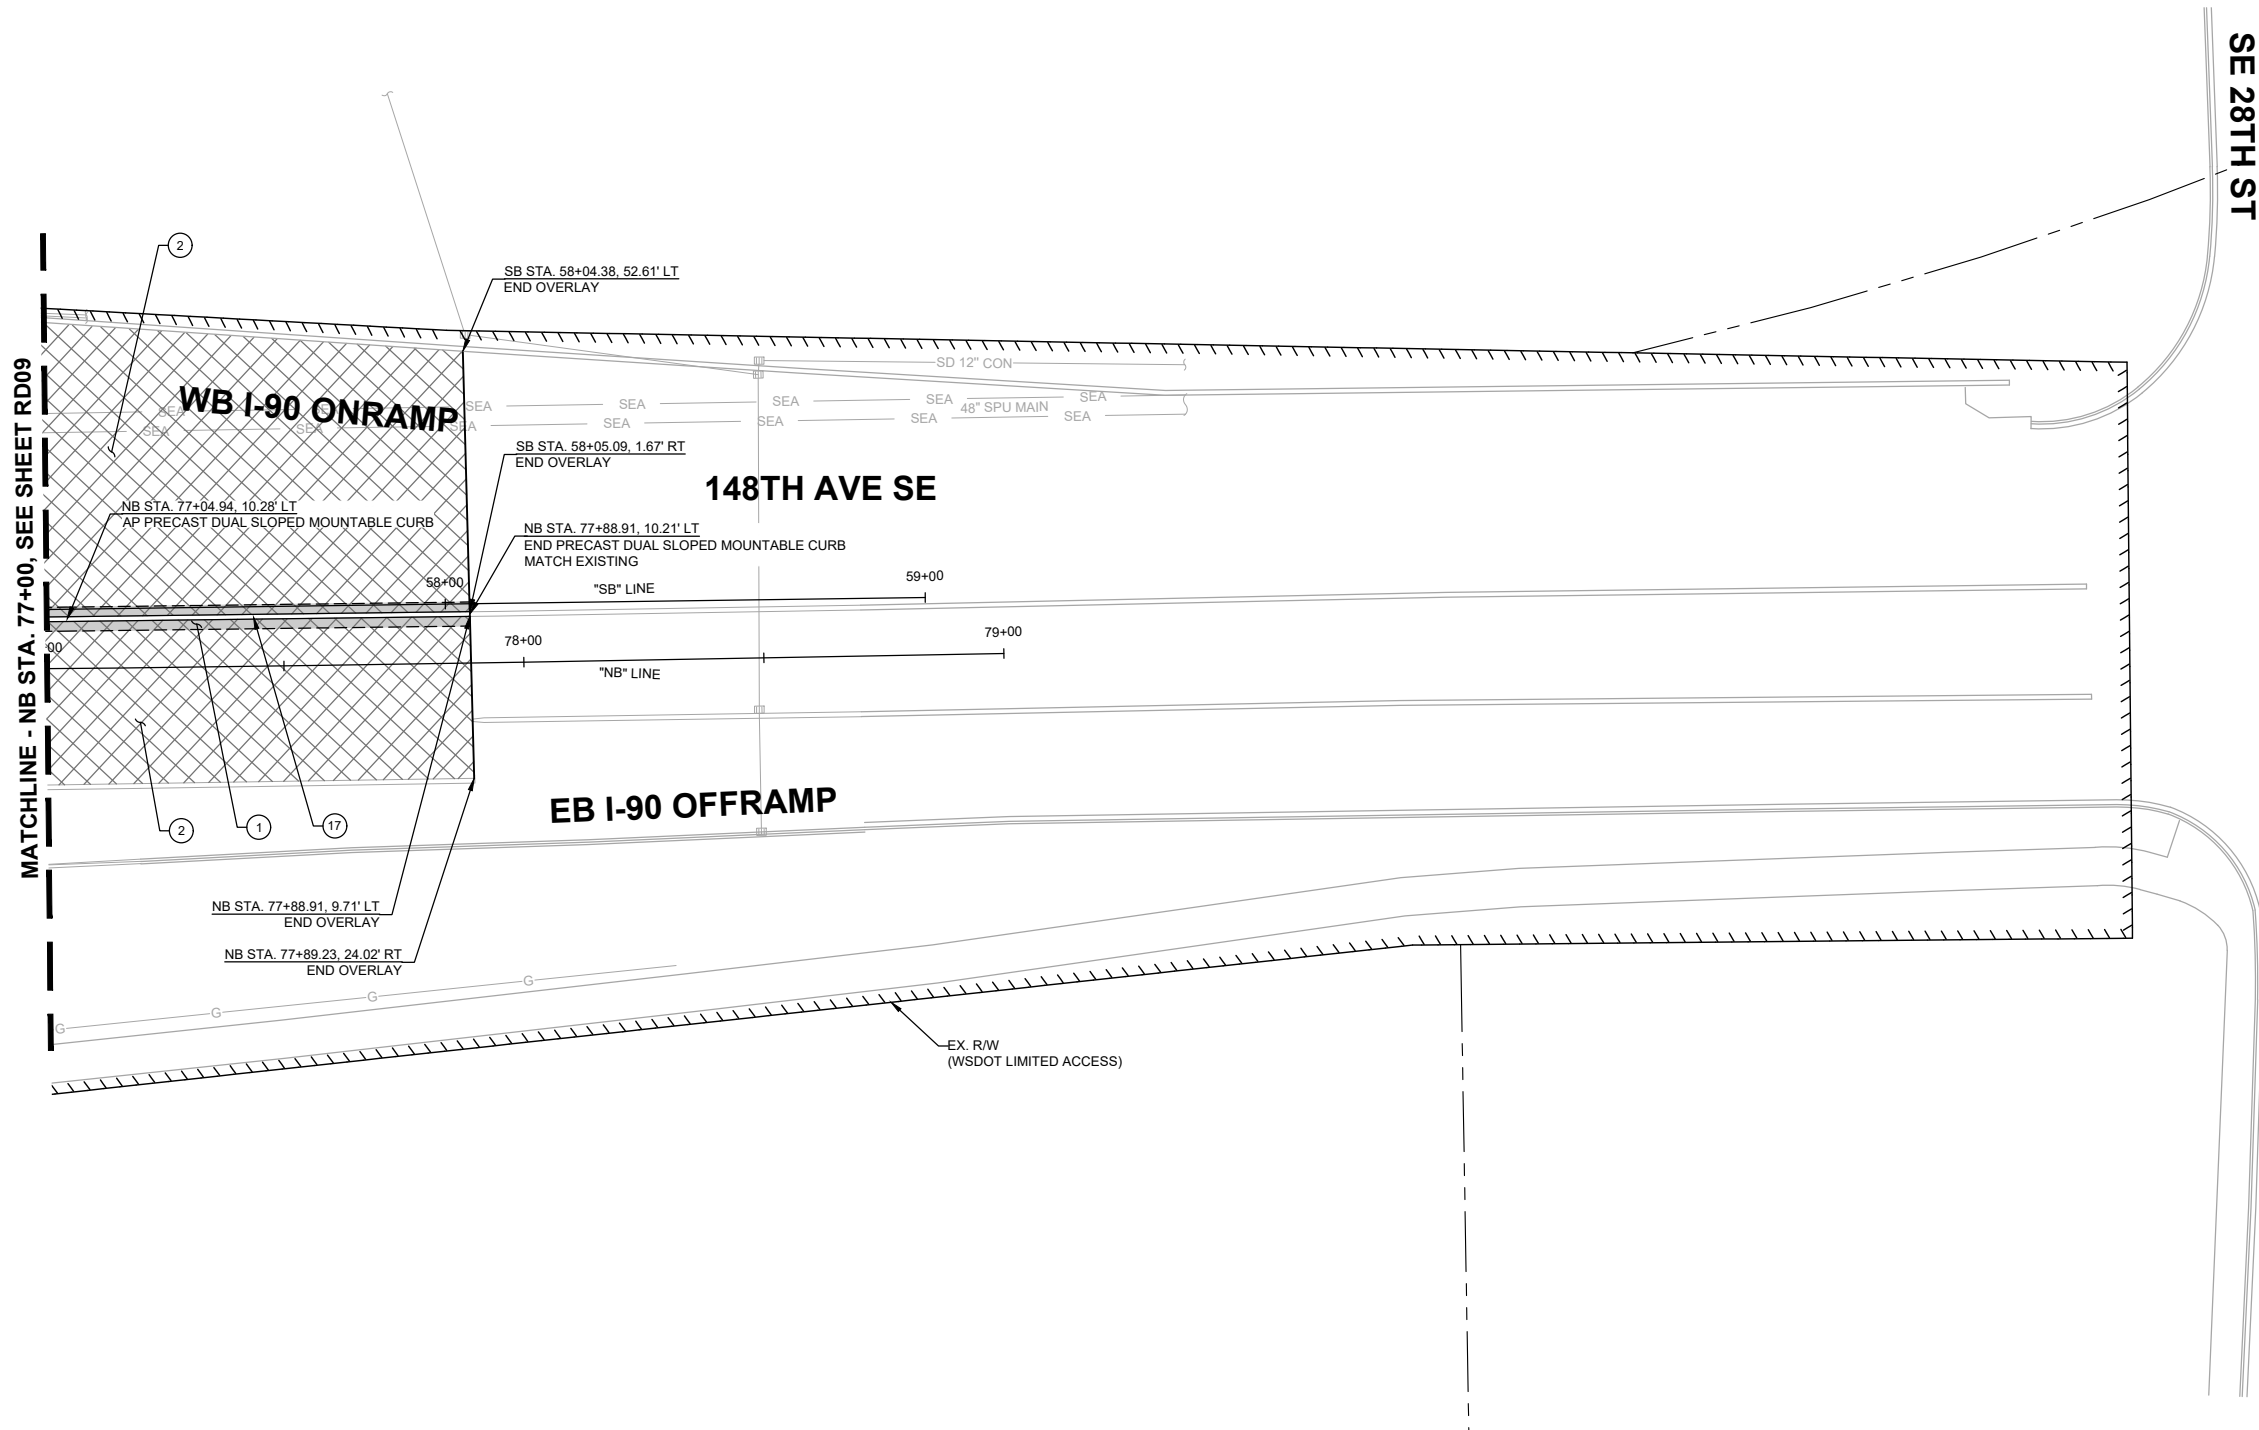 SE 28TH ST
2
SB STA. 58+04.38, 52.61' LT
END OVERLAY
MATCHLINE - NB STA. 77+00, SEE SHEET RD09
SD 12" CON
WB I-90 ONRAMP
SEA SEA SEA SEA SEA SEA SEA
48" SPU MAIN
SEA SEA SEA SEA SEA SEA SEA
SB STA. 58+05.09, 1.67' RT
END OVERLAY
148TH AVE SE
NB STA. 77+04.94, 10.28' LT
AP PRECAST DUAL SLOPED MOUNTABLE CURB
NB STA. 77+88.91, 10.21' LT
END PRECAST DUAL SLOPED MOUNTABLE CURB
MATCH EXISTING
58+00
"SB" LINE
59+00
00
78+00
79+00
"NB" LINE
EB I-90 OFFRAMP
2
1
17
NB STA. 77+88.91, 9.71' LT
END OVERLAY
NB STA. 77+89.23, 24.02' RT
END OVERLAY
G G G G
EX. R/W
(WSDOT LIMITED ACCESS)